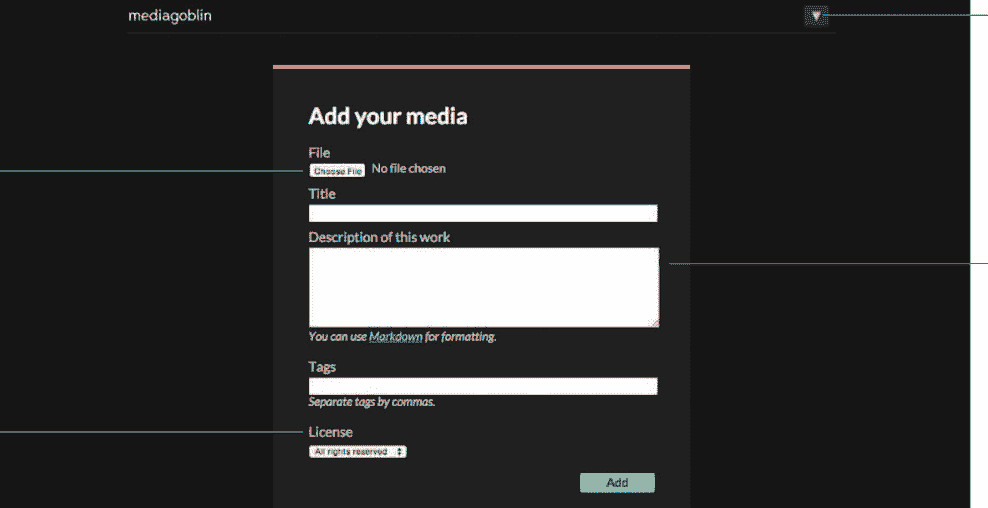 mediagoblin
Add your media
File
Choose File No file chosen
Title
Description of this work
You can use Markdown for formatting.
Tags
Separate tags by commas.
License
All rights reserved
Add